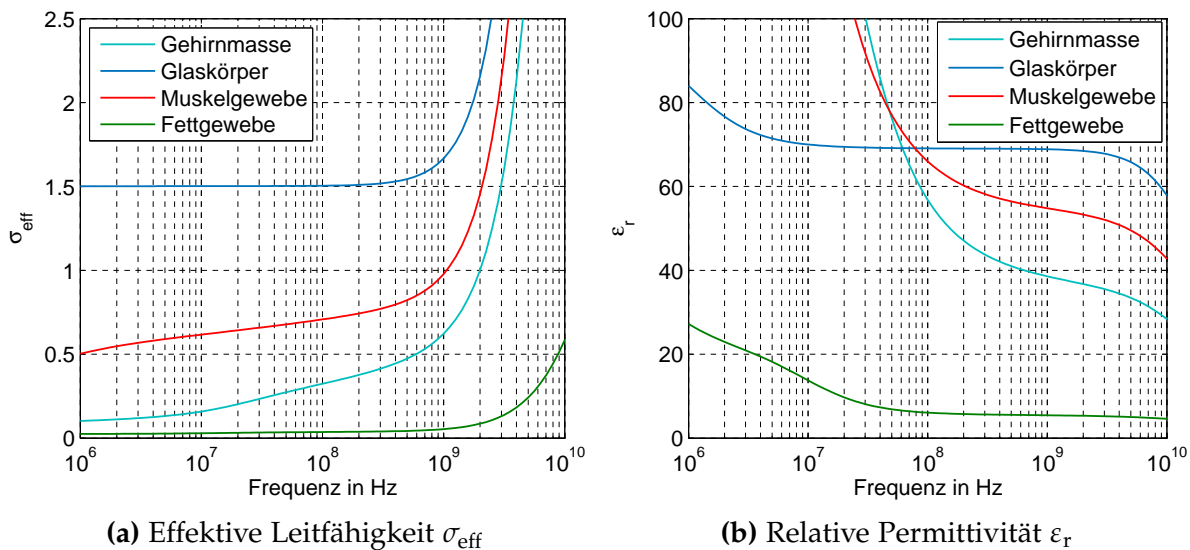 2.5
2
1.5
1
0.5
0
σeff
Gehirnmasse
Glaskörper
Muskelgewebe
Fettgewebe
10^6 10^7 10^8 10^9 10^10
Frequenz in Hz
(a) Effektive Leitfähigkeit σeff
100
80
60
40
20
0
εr
Gehirnmasse
Glaskörper
Muskelgewebe
Fettgewebe
10^6 10^7 10^8 10^9 10^10
Frequenz in Hz
(b) Relative Permittivität εr